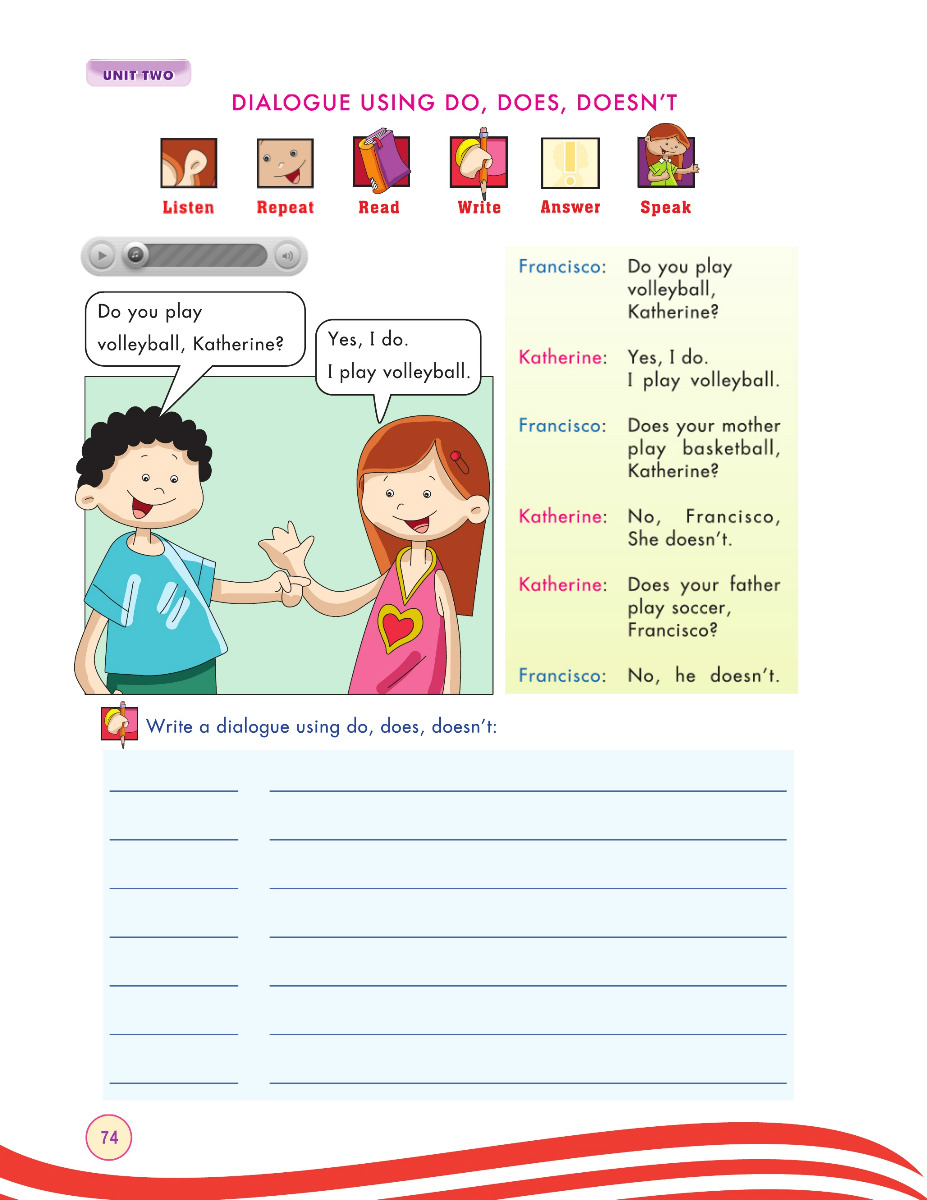 UNIT TWO
DIALOGUE USING DO, DOES, DOESN'T
Listen Repeat Read Write Answer Speak
Do you play
volleyball, Katherine?
Yes, I do.
I play volleyball.
Francisco: Do you play
volleyball,
Katherine?
Katherine: Yes, I do.
I play volleyball.
Francisco: Does your mother
play basketball,
Katherine?
Katherine: No, Francisco,
She doesn't.
Katherine: Does your father
play soccer,
Francisco?
Francisco: No, he doesn't.
Write a dialogue using do, does, doesn't:
74